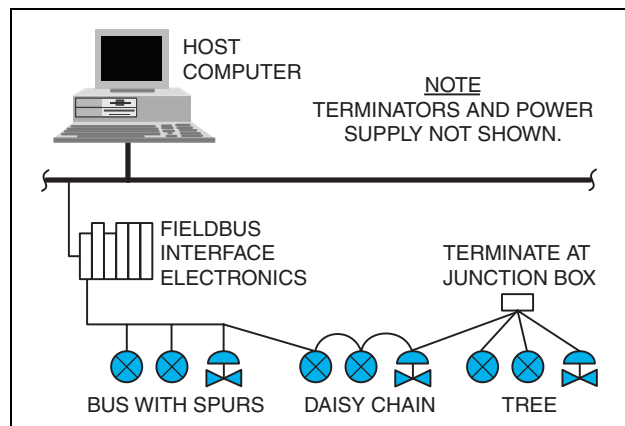 HOST
COMPUTER
NOTE
TERMINATORS AND POWER
SUPPLY NOT SHOWN.
FIELDBUS
INTERFACE
ELECTRONICS
TERMINATE AT
JUNCTION BOX
BUS WITH SPURS
DAISY CHAIN
TREE